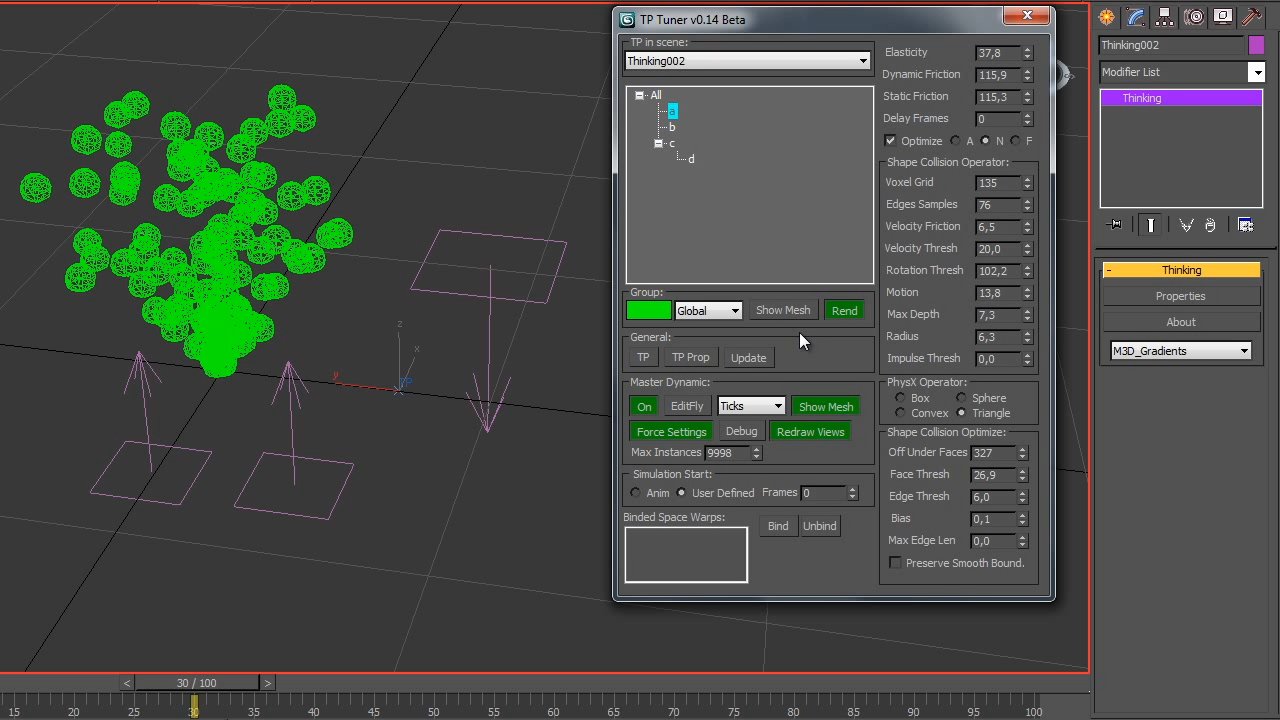 TP Tuner v0.14 Beta
TP in scene:
Thinking002
All
a
b
c
d
Group:
Global
Show Mesh
Rend
General:
TP
TP Prop
Update
Master Dynamic:
On
EditFly
Ticks
Show Mesh
Force Settings
Debug
Redraw Views
Max Instances 9998
Simulation Start:
Anim
User Defined
Frames 0
Binded Space Warps:
Bind
Unbind
Elasticity 37,8
Dynamic Friction 115,9
Static Friction 115,3
Delay Frames 0
Optimize A N F
Shape Collision Operator:
Voxel Grid 135
Edges Samples 76
Velocity Friction 6,5
Velocity Thresh 20,0
Rotation Thresh 102,2
Motion 13,8
Max Depth 7,3
Radius 6,3
Impulse Thresh 0,0
PhysX Operator:
Box Sphere
Convex Triangle
Shape Collision Optimize:
Off Under Faces 327
Face Thresh 26,9
Edge Thresh 6,0
Bias 0,1
Max Edge Len 0,0
Preserve Smooth Bound.
Thinking002
Modifier List
Thinking
- Thinking
Properties
About
M3D_Gradients
z
x
y
TP
< 30 / 100 >
15 20 25 30 35 40 45 50 55 60 65 70 75 80 85 90 95 100